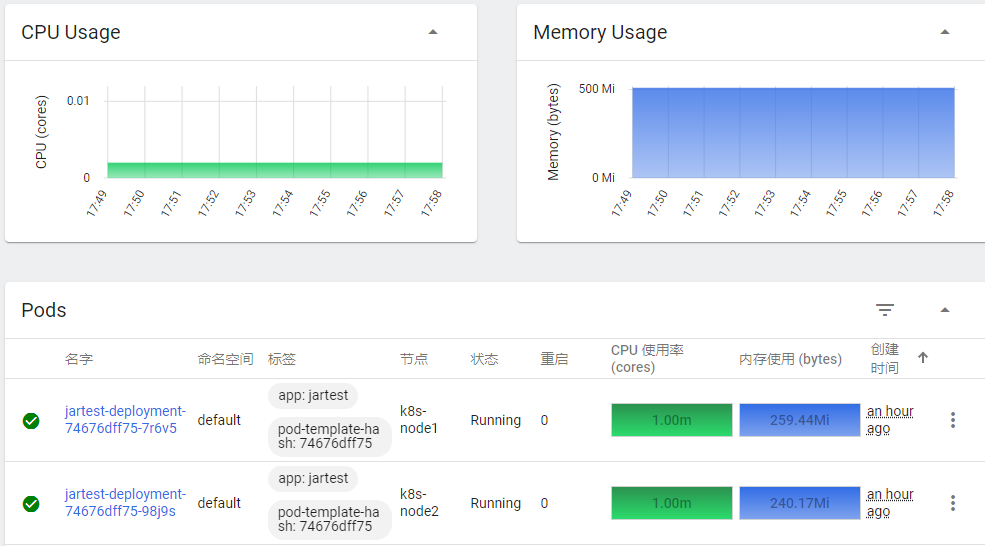 CPU Usage
CPU (cores)
0.01
0
17:49
17:50
17:51
17:52
17:53
17:54
17:55
17:56
17:57
17:58
Memory Usage
Memory (bytes)
500 Mi
0 Mi
17:49
17:50
17:51
17:52
17:53
17:54
17:55
17:56
17:57
17:58
Pods
名字
命名空间
标签
节点
状态
重启
CPU 使用率
(cores)
内存使用 (bytes)
创建
时间
jartest-deployment-
74676dff75-7r6v5
default
app: jartest
pod-template-ha
sh: 74676dff75
k8s-
node1
Running
0
1.00m
259.44Mi
an hour
ago
jartest-deployment-
74676dff75-98j9s
default
app: jartest
pod-template-ha
sh: 74676dff75
k8s-
node2
Running
0
1.00m
240.17Mi
an hour
ago